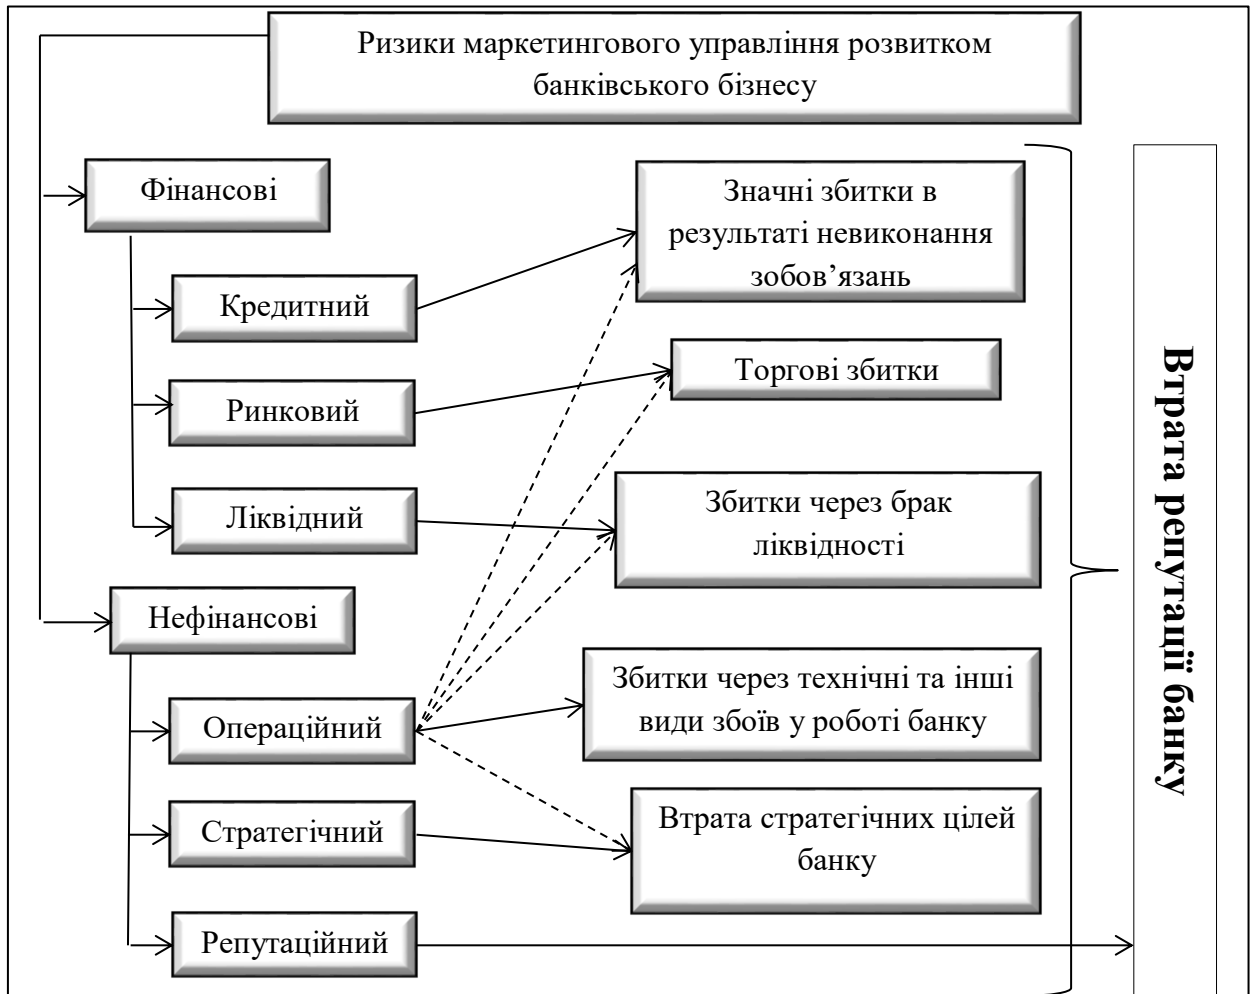 Ризики маркетингового управління розвитком
банківського бізнесу
Фінансові
Значні збитки в
результаті невиконання
зобов’язань
Кредитний
Торгові збитки
Ринковий
Збитки через брак
ліквідності
Ліквідний
Нефінансові
Збитки через технічні та інші
види збоїв у роботі банку
Операційний
Втрата стратегічних цілей
банку
Стратегічний
Репутаційний
Втрата репутації банку